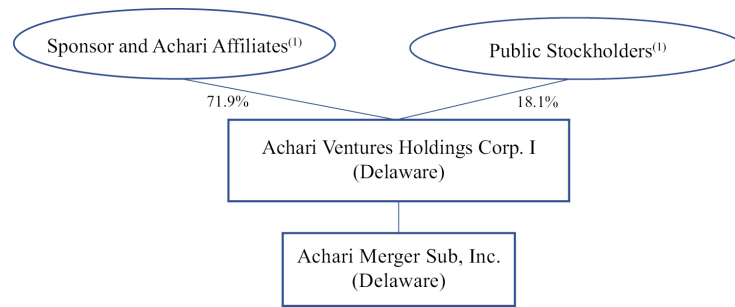 Sponsor and Achari Affiliates(1)
Public Stockholders(1)
71.9%
18.1%
Achari Ventures Holdings Corp. I
(Delaware)
Achari Merger Sub, Inc.
(Delaware)